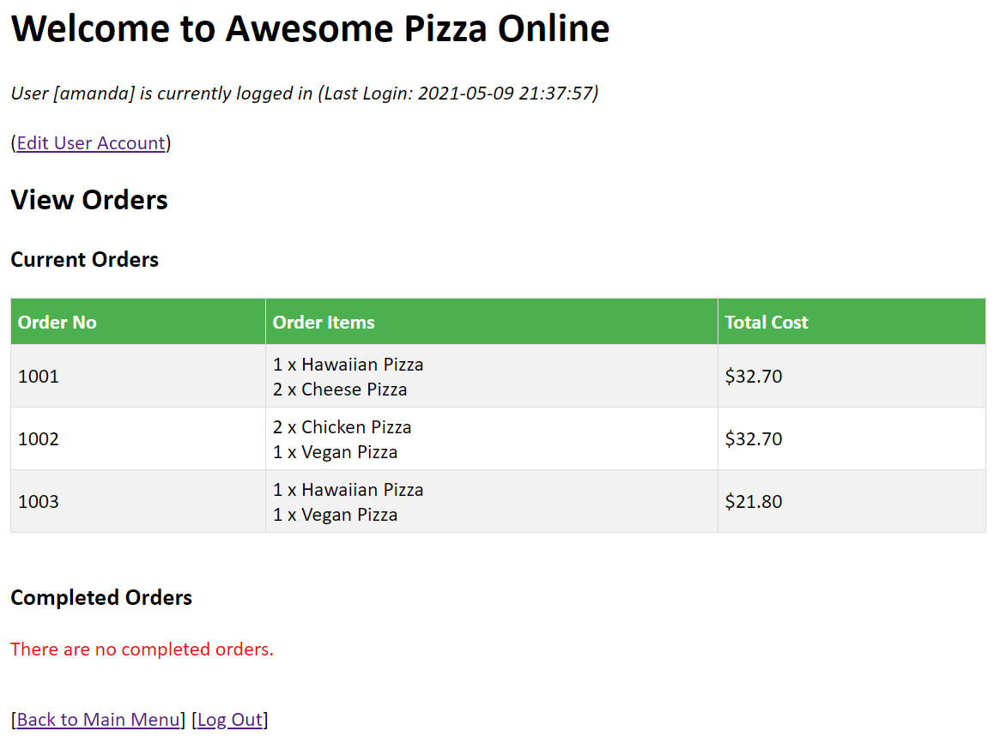 Welcome to Awesome Pizza Online
User [amanda] is currently logged in (Last Login: 2021-05-09 21:37:57)
(Edit User Account)
View Orders
Current Orders
Order No Order Items Total Cost
1001 1 x Hawaiian Pizza $32.70
2 x Cheese Pizza
1002 2 x Chicken Pizza $32.70
1 x Vegan Pizza
1003 1 x Hawaiian Pizza $21.80
1 x Vegan Pizza
Completed Orders
There are no completed orders.
[Back to Main Menu] [Log Out]